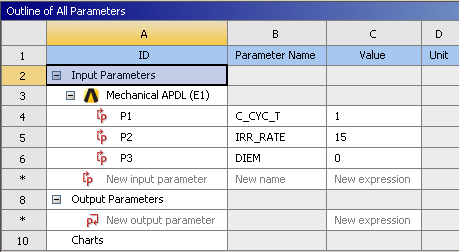 Outline of All Parameters
A B C D
1 ID Parameter Name Value Unit
2 Input Parameters
3 Mechanical APDL (E1)
4 P1 C_CYC_T 1
5 P2 IRR_RATE 15
6 P3 DIEM 0
* New input parameter New name New expression
8 Output Parameters
* New output parameter New expression
10 Charts